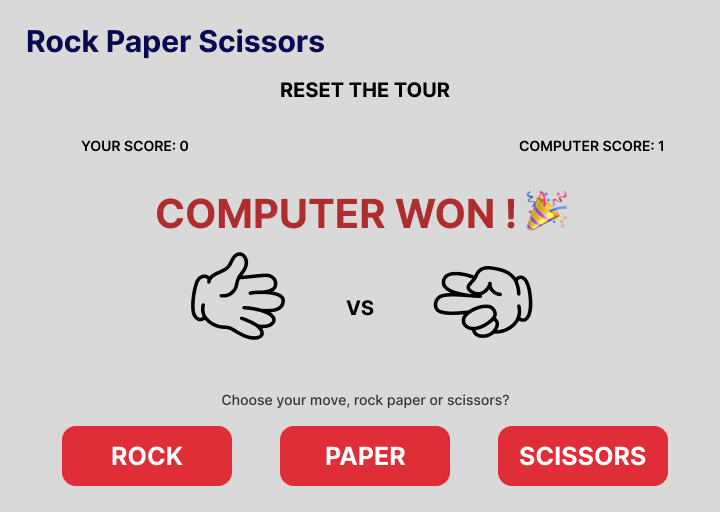 Rock Paper Scissors
RESET THE TOUR
YOUR SCORE: 0
COMPUTER SCORE: 1
COMPUTER WON ! 🎉
VS
Choose your move, rock paper or scissors?
ROCK
PAPER
SCISSORS